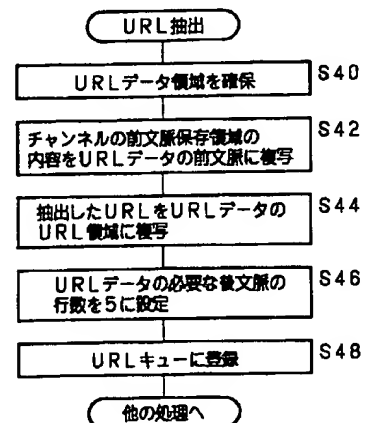 URL抽出
URLデータ領域を確保
S40
チャンネルの前文脈保存領域の
内容をURLデータの前文脈に複写
S42
抽出したURLをURLデータの
URL領域に複写
S44
URLデータの必要な後文脈の
行数を5に設定
S46
URLキューに登録
S48
他の処理へ